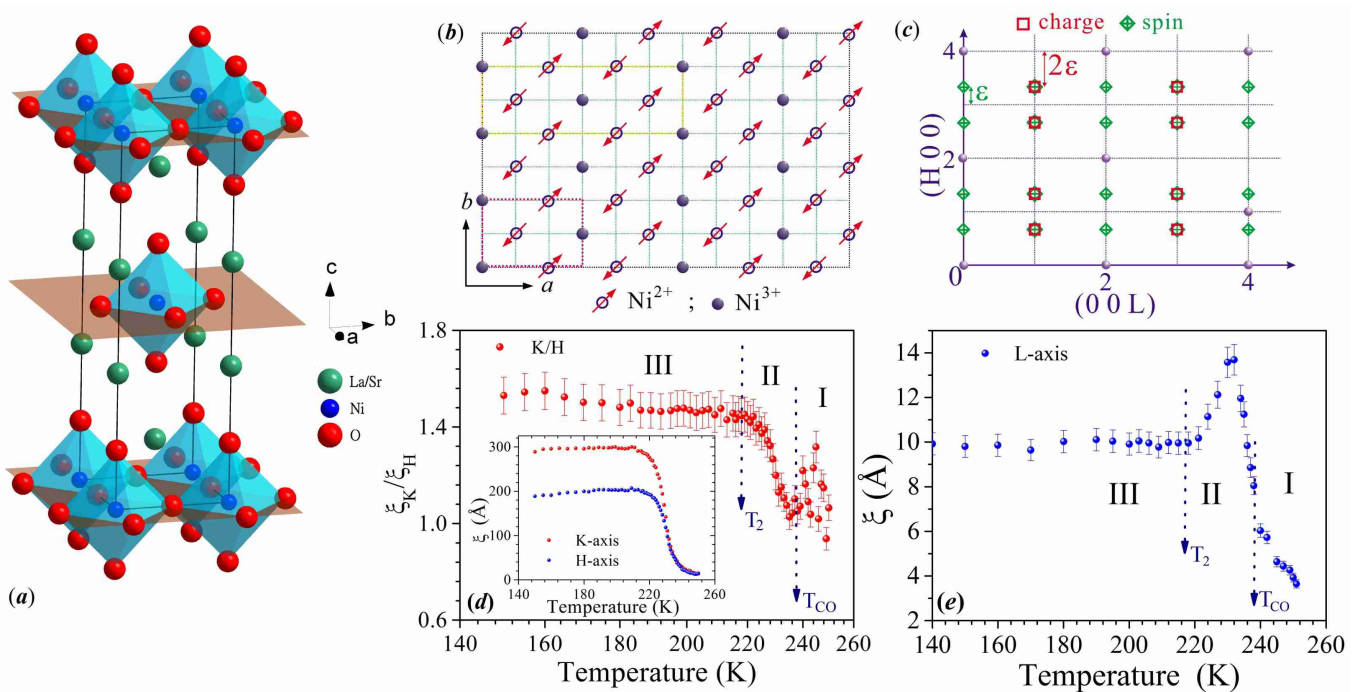 (a)
c
b
a
La/Sr
Ni
O
(b)
b
a
Ni2+ ; Ni3+
(c)
charge spin
4
2ε
ε
2
(H 0 0)
0 2 4
(0 0 L)
1.8
1.4
1.0
0.6
ξK/ξH
K/H
III II I
T2
TCO
300
200
100
0
ξ (Å)
K-axis
H-axis
140 180 220 260
Temperature (K)
(d)
140 160 180 200 220 240 260
Temperature (K)
14
12
10
8
6
4
2
ξ (Å)
L-axis
III II I
T2
TCO
(e)
140 160 180 200 220 240 260
Temperature (K)